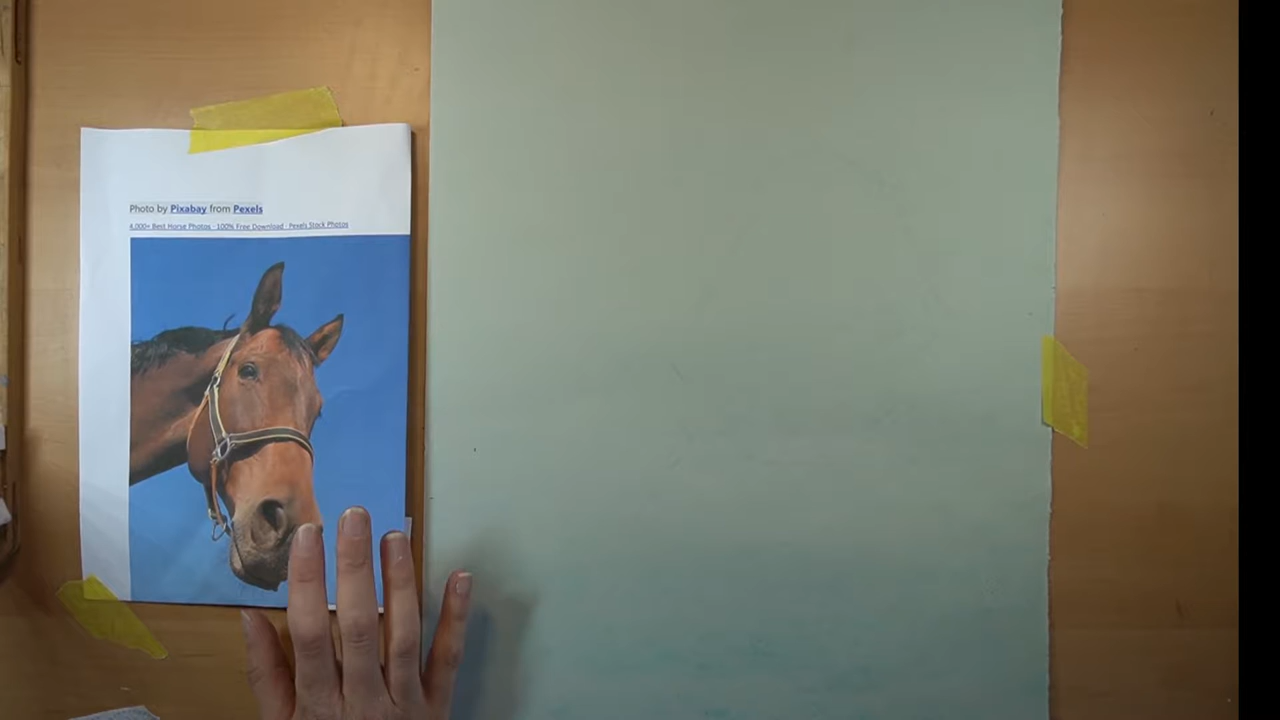 Photo by Pixabay from Pexels
4,000+ Best Horse Photos · 100% Free Download · Pexels Stock Photos